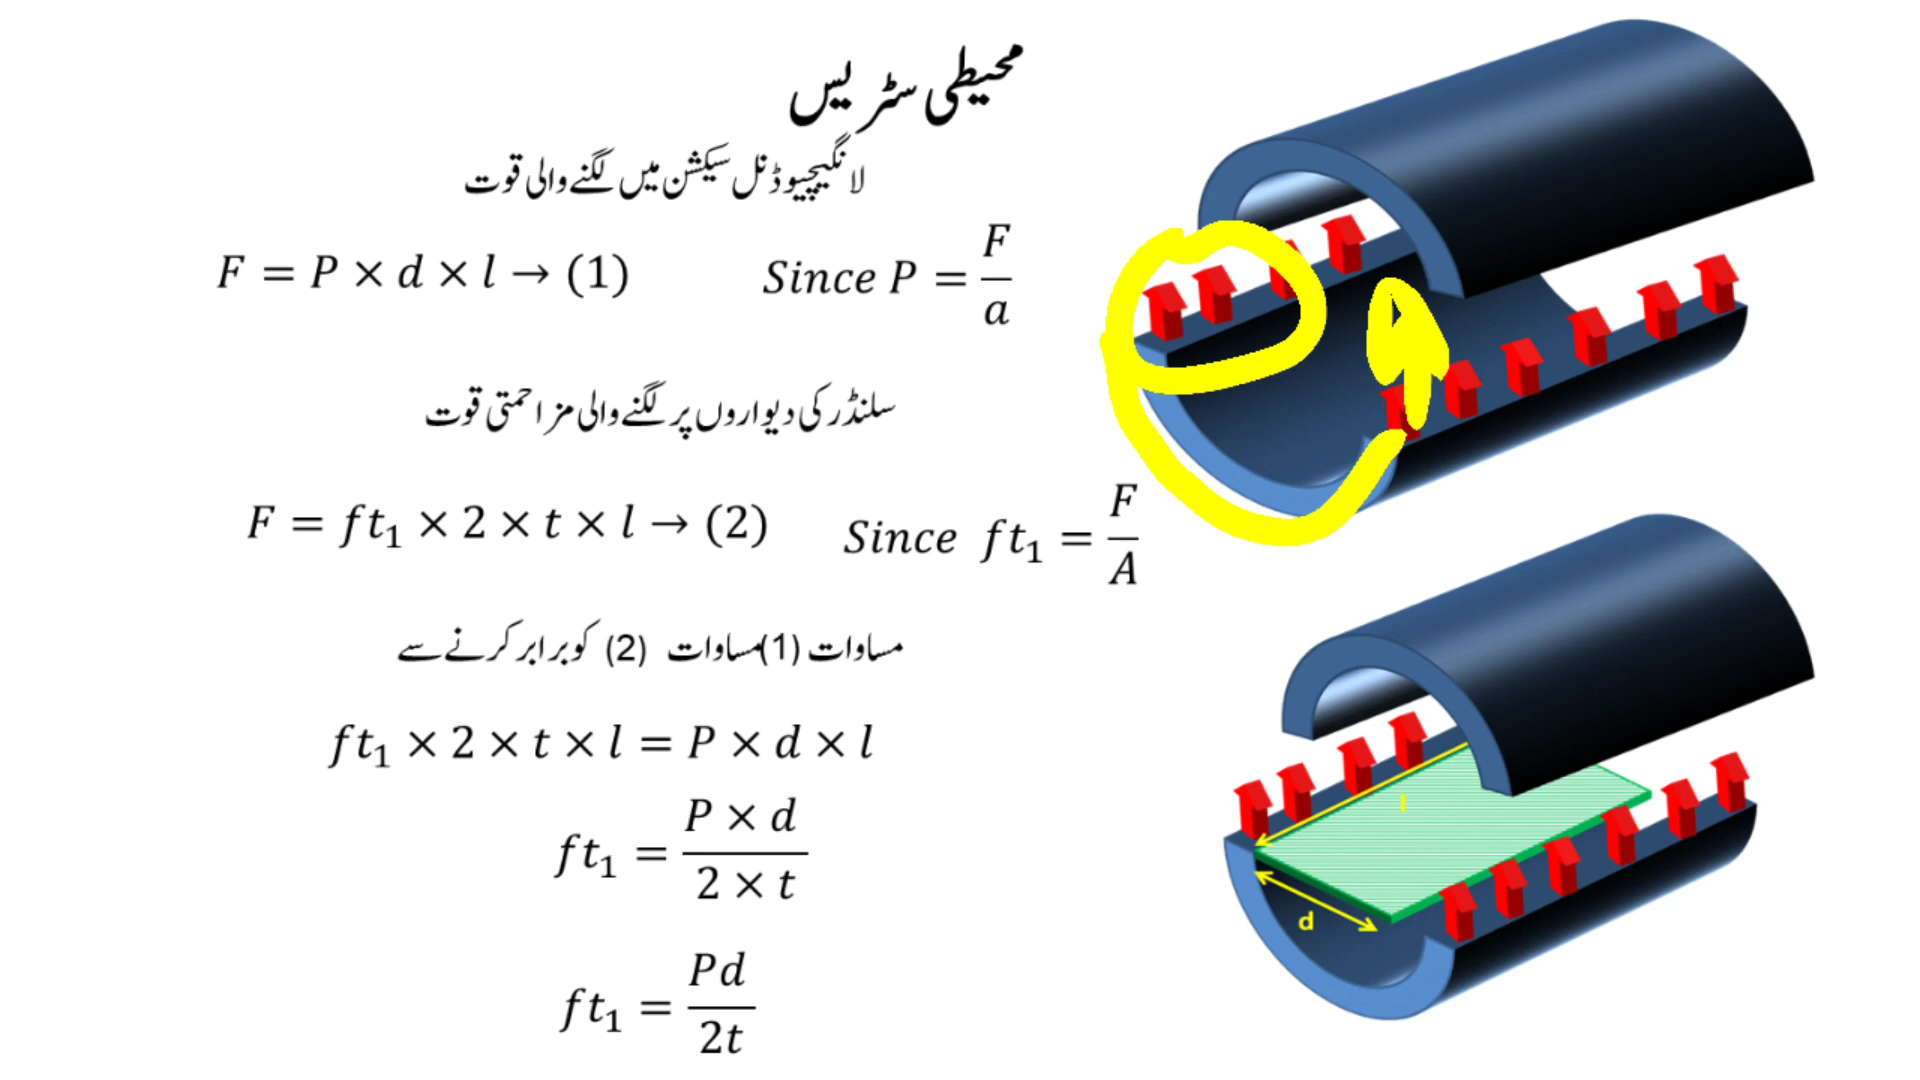 محیطی سٹریس
لانگیچیوڈنل سیکشن میں لگنے والی قوت
F = P × d × l → (1)
Since P = F/a
سلنڈر کی دیواروں پر لگنے والی مزاحمتی قوت
F = ft₁ × 2 × t × l → (2)
Since ft₁ = F/A
مساوات (1) مساوات (2) کو برابر کرنے سے
ft₁ × 2 × t × l = P × d × l
ft₁ = P × d / 2 × t
ft₁ = Pd/2t
l
d